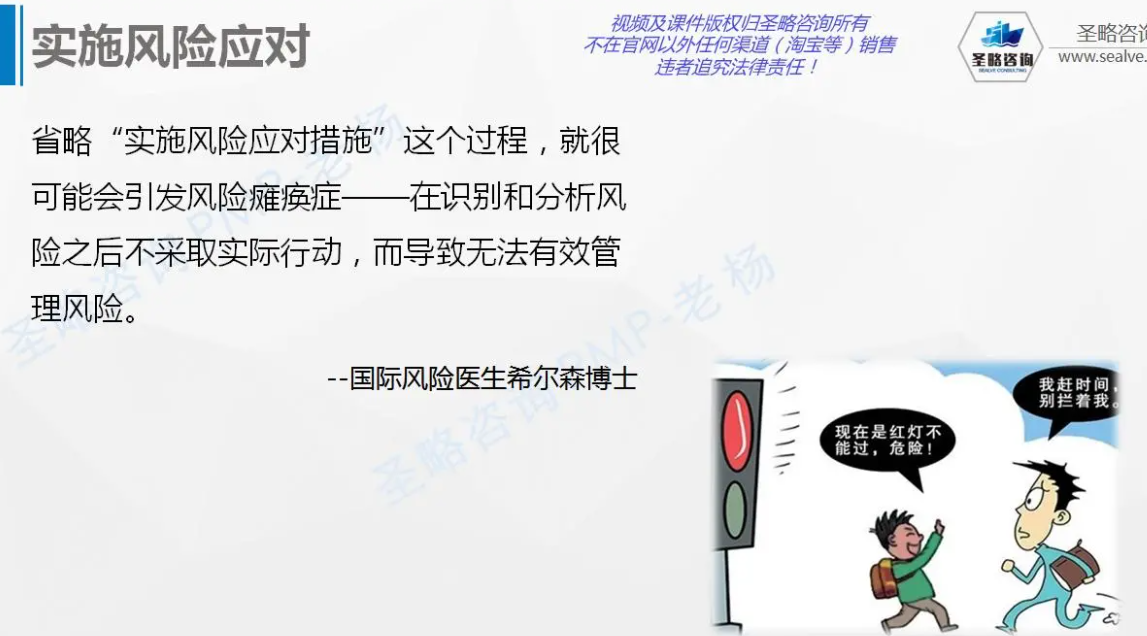 实施风险应对
视频及课件版权归圣略咨询所有
不在官网以外任何渠道（淘宝等）销售
违者追究法律责任！
圣略咨询
SEALVE CONSULTING
圣略咨
www.sealve.
省略“实施风险应对措施”这个过程，就很
可能会引发风险瘫痪症——在识别和分析风
险之后不采取实际行动，而导致无法有效管
理风险。
--国际风险医生希尔森博士
圣略咨询PMP-老杨
圣略咨询PMP-老杨
我赶时间，
别拦着我。
现在是红灯不
能过，危险！